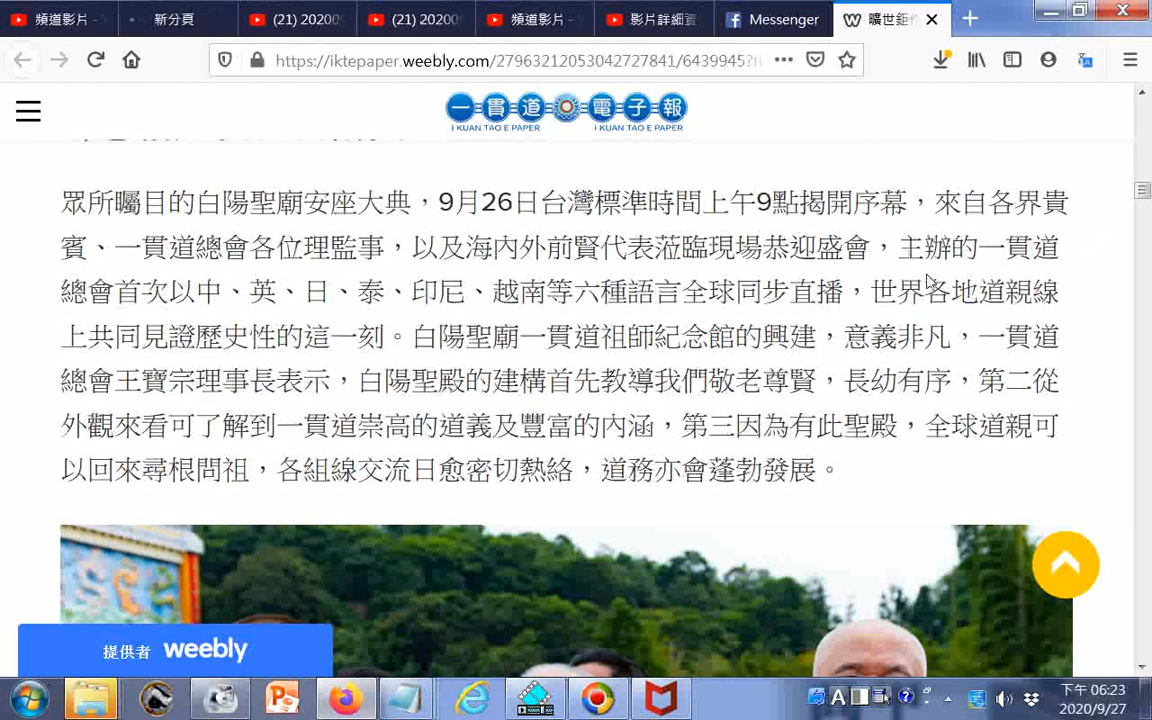 頻道影片 -
新分頁
(21) 20200
(21) 20200
頻道影片 -
影片詳細資
Messenger
曠世鉅作
https://iktepaper.weebly.com/27963212053042727841/6439945?f
一貫道電子報
I KUAN TAO E PAPER I KUAN TAO E PAPER
眾所矚目的白陽聖廟安座大典，9月26日台灣標準時間上午9點揭開序幕，來自各界貴
賓、一貫道總會各位理監事，以及海內外前賢代表蒞臨現場恭迎盛會，主辦的一貫道
總會首次以中、英、日、泰、印尼、越南等六種語言全球同步直播，世界各地道親線
上共同見證歷史性的這一刻。白陽聖廟一貫道祖師紀念館的興建，意義非凡，一貫道
總會王寶宗理事長表示，白陽聖殿的建構首先教導我們敬老尊賢，長幼有序，第二從
外觀來看可了解到一貫道崇高的道義及豐富的內涵，第三因為有此聖殿，全球道親可
以回來尋根問祖，各組線交流日愈密切熱絡，道務亦會蓬勃發展。
提供者 weebly
下午 06:23
2020/9/27